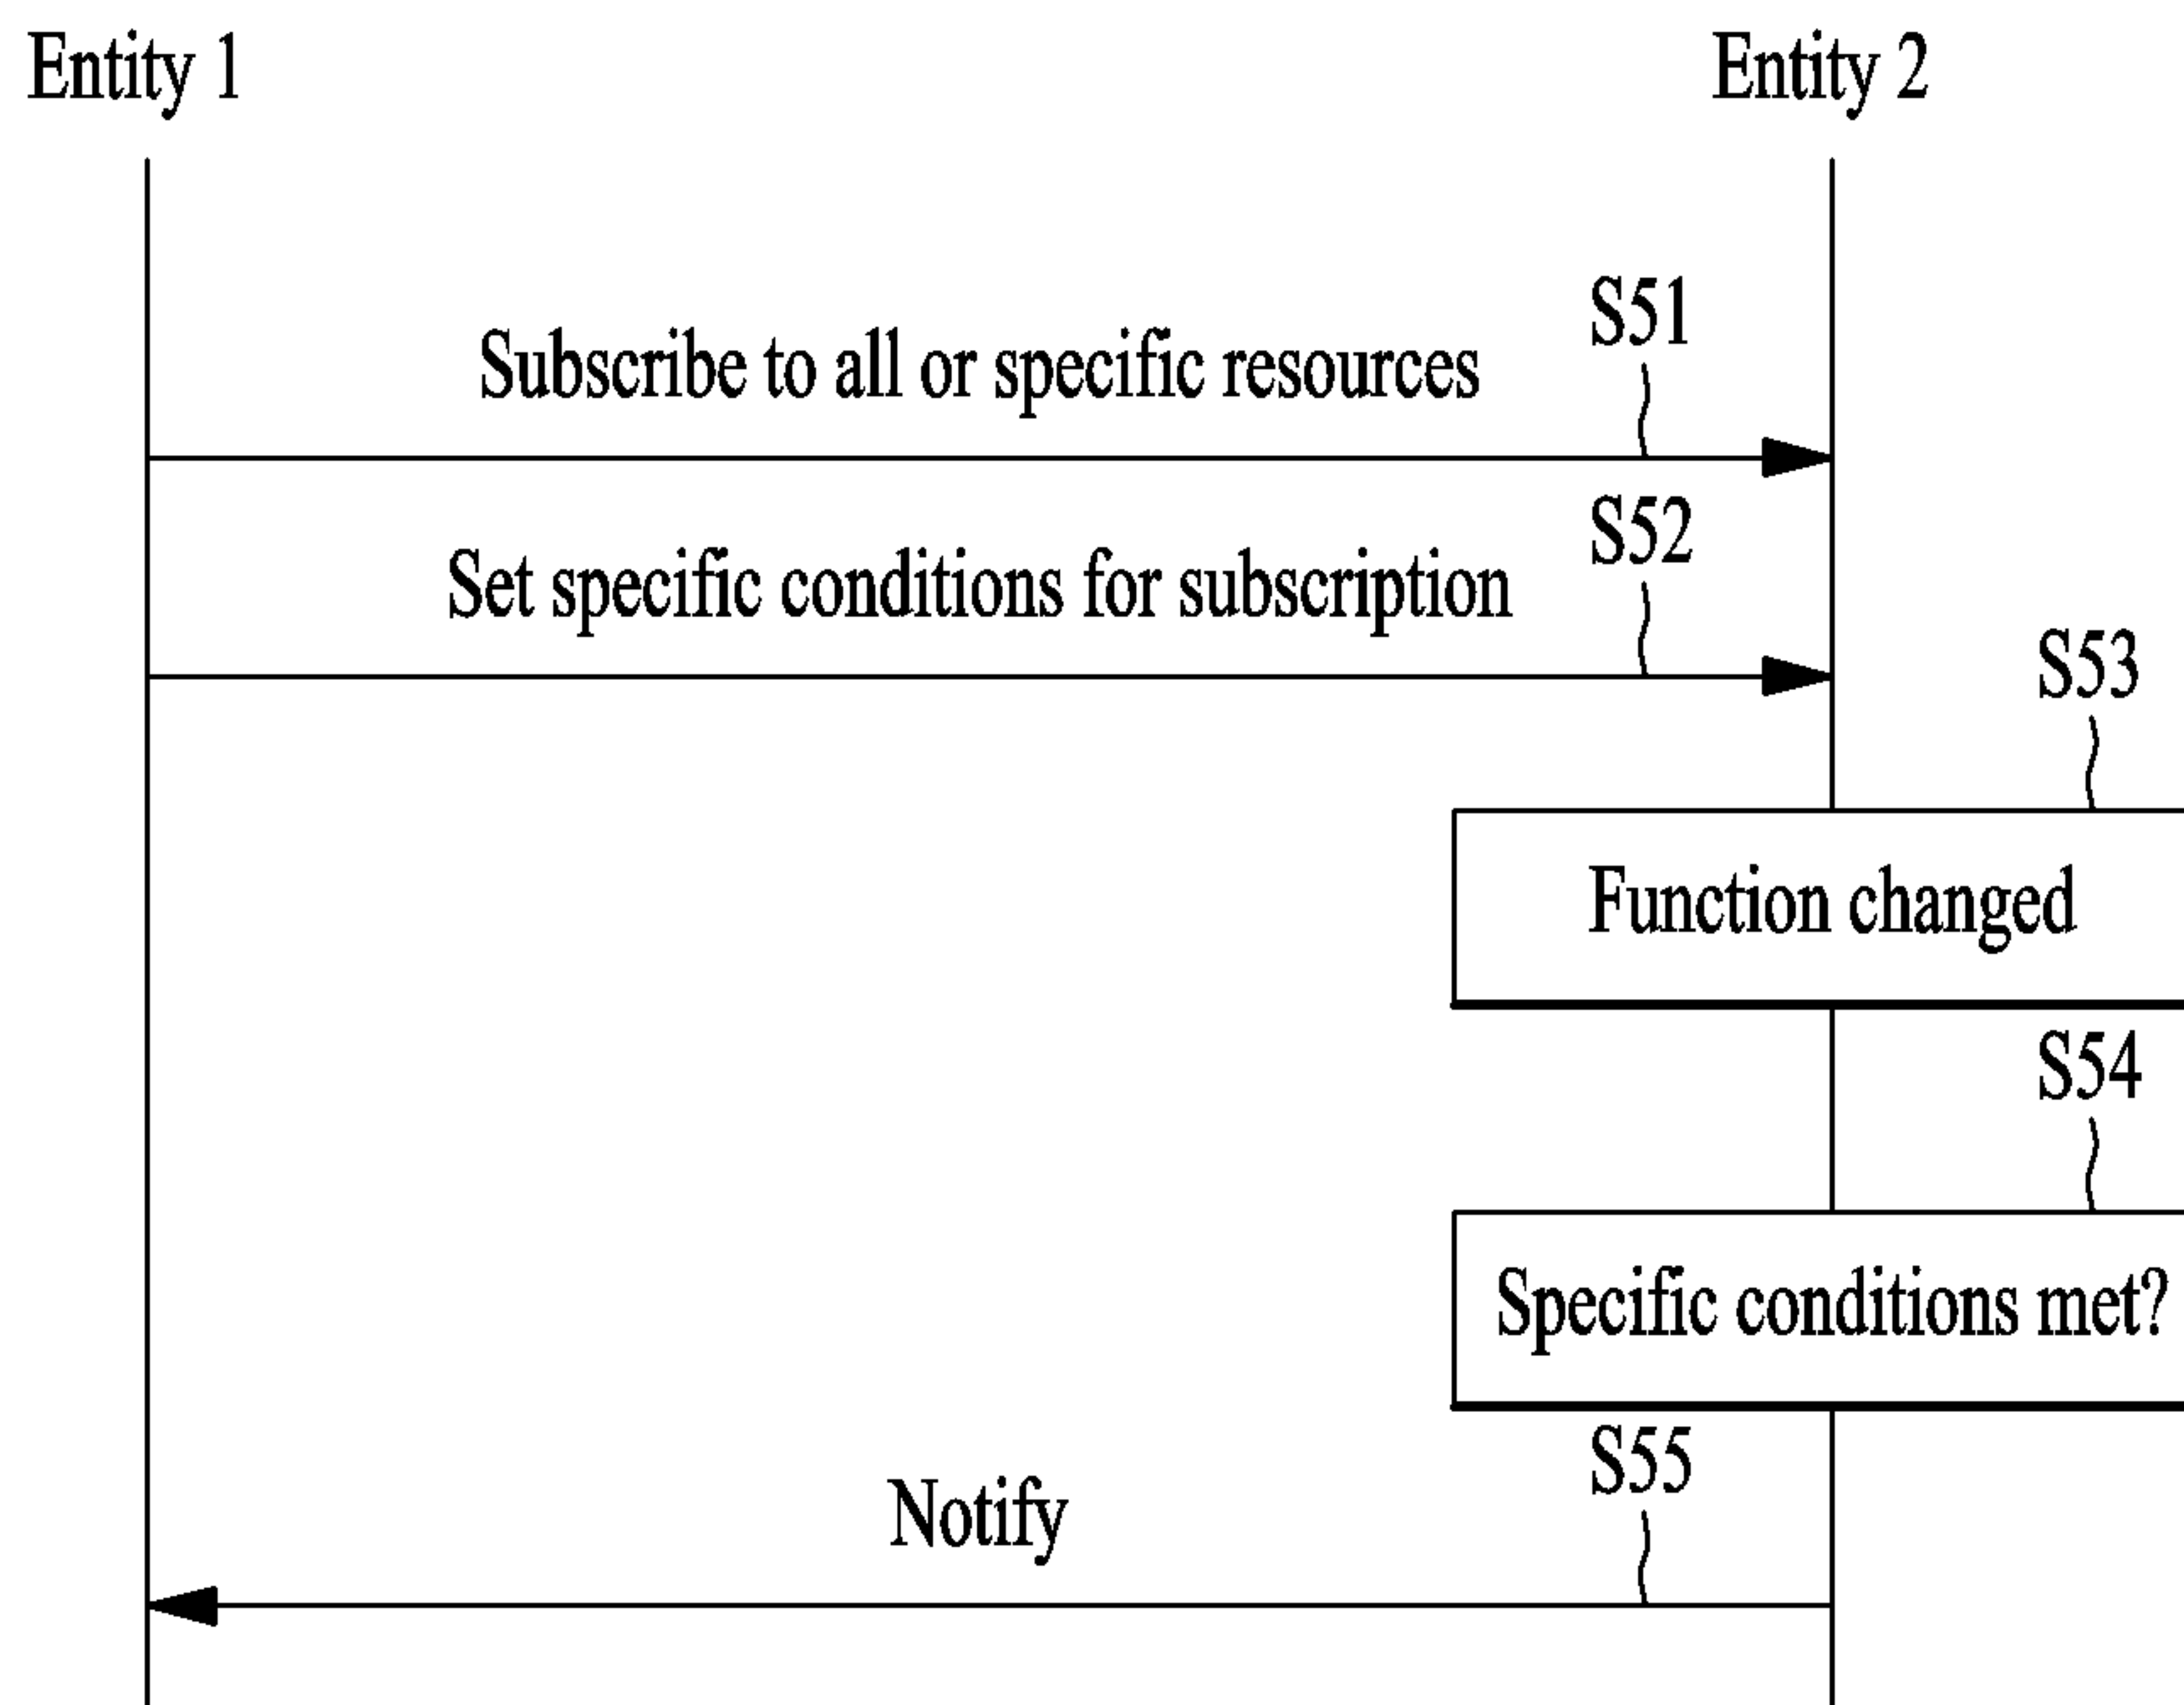 Entity 1
Entity 2
S51
Subscribe to all or specific resources
S52
Set specific conditions for subscription
S53
Function changed
S54
Specific conditions met?
S55
Notify